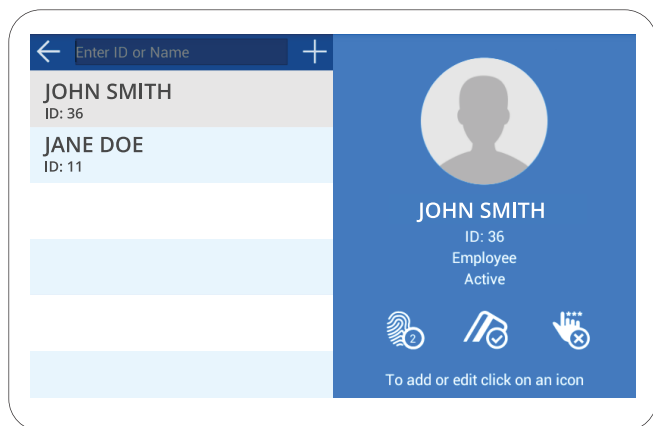 Enter ID or Name
JOHN SMITH
ID: 36
JANE DOE
ID: 11
JOHN SMITH
ID: 36
Employee
Active
2
***
To add or edit click on an icon